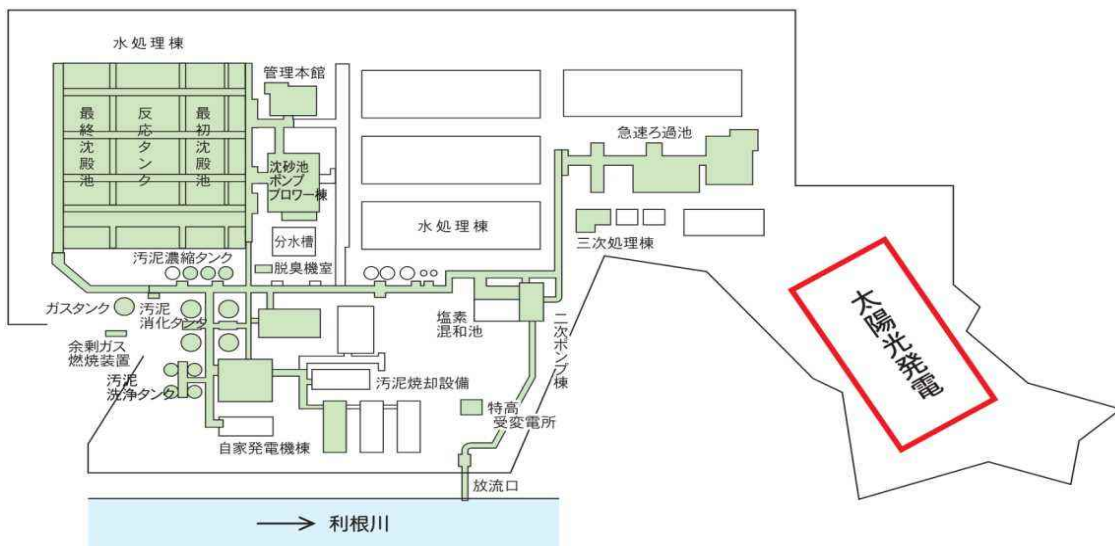 水処理棟
管理本館
最終沈殿池
反応タンク
最初沈殿池
沈砂池
ポンプ
ブロワー棟
急速ろ過池
水処理棟
分水槽
三次処理棟
汚泥濃縮タンク
脱臭機室
ガスタンク
汚泥
消化タンク
塩素
混和池
二次ポンプ棟
太陽光発電
余剰ガス
燃焼装置
汚泥
洗浄タンク
汚泥焼却設備
特高
受変電所
自家発電機棟
放流口
利根川